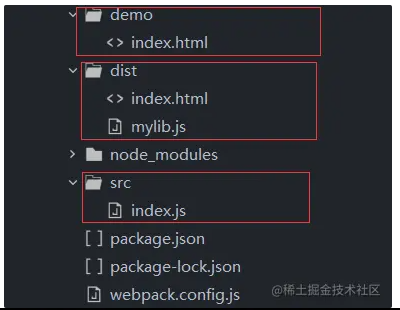 demo
index.html
dist
index.html
mylib.js
node_modules
src
index.js
package.json
package-lock.json
webpack.config.js
@稀土掘金技术社区